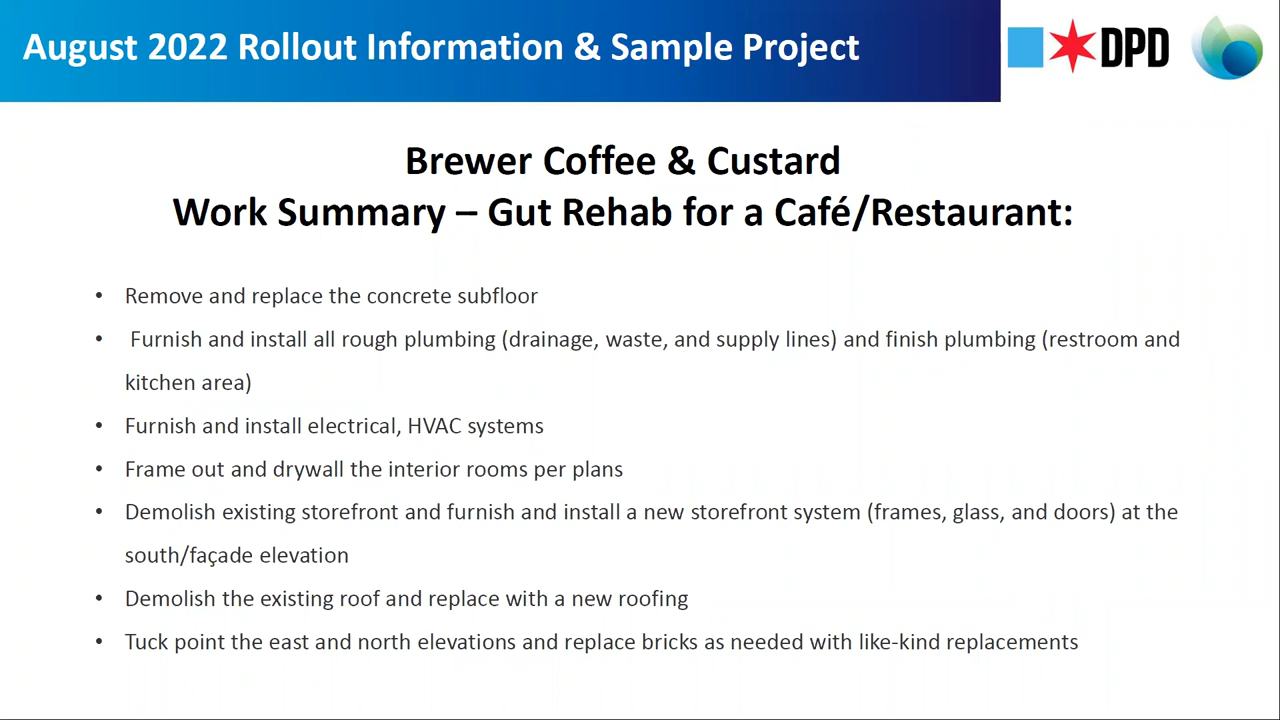 August 2022 Rollout Information & Sample Project
DPD
Brewer Coffee & Custard
Work Summary – Gut Rehab for a Café/Restaurant:
• Remove and replace the concrete subfloor
• Furnish and install all rough plumbing (drainage, waste, and supply lines) and finish plumbing (restroom and
kitchen area)
• Furnish and install electrical, HVAC systems
• Frame out and drywall the interior rooms per plans
• Demolish existing storefront and furnish and install a new storefront system (frames, glass, and doors) at the
south/façade elevation
• Demolish the existing roof and replace with a new roofing
• Tuck point the east and north elevations and replace bricks as needed with like-kind replacements